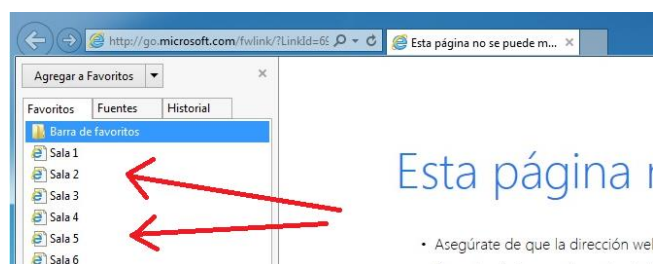 http://go.microsoft.com/fwlink/?LinkId=69
Esta página no se puede m...
Agregar a Favoritos
Favoritos
Fuentes
Historial
Barra de favoritos
Sala 1
Sala 2
Sala 3
Sala 4
Sala 5
Sala 6
Esta página
Asegúrate de que la dirección wel